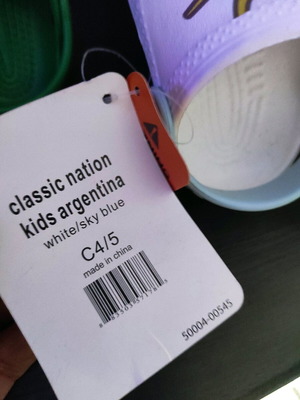 classic nation
kids argentina
white/sky blue
C4/5
made in china
50004-00545